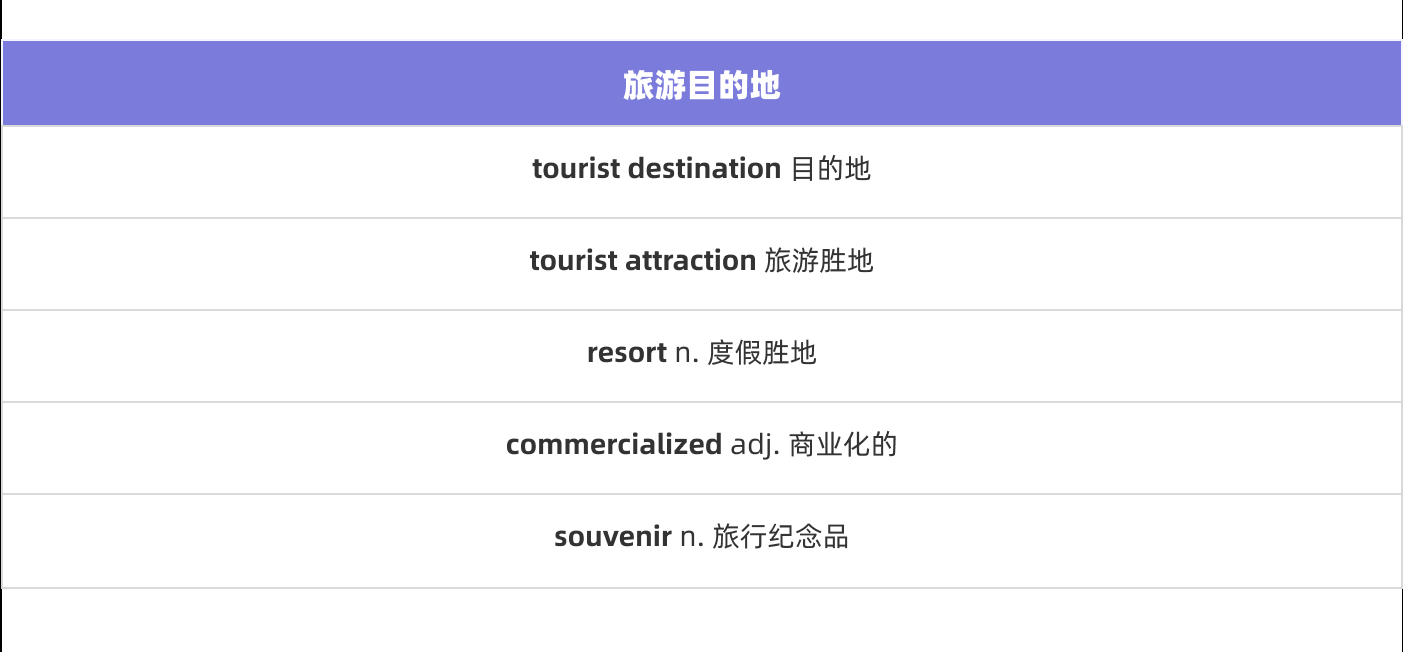 旅游目的地
tourist destination 目的地
tourist attraction 旅游胜地
resort n. 度假胜地
commercialized adj. 商业化的
souvenir n. 旅行纪念品